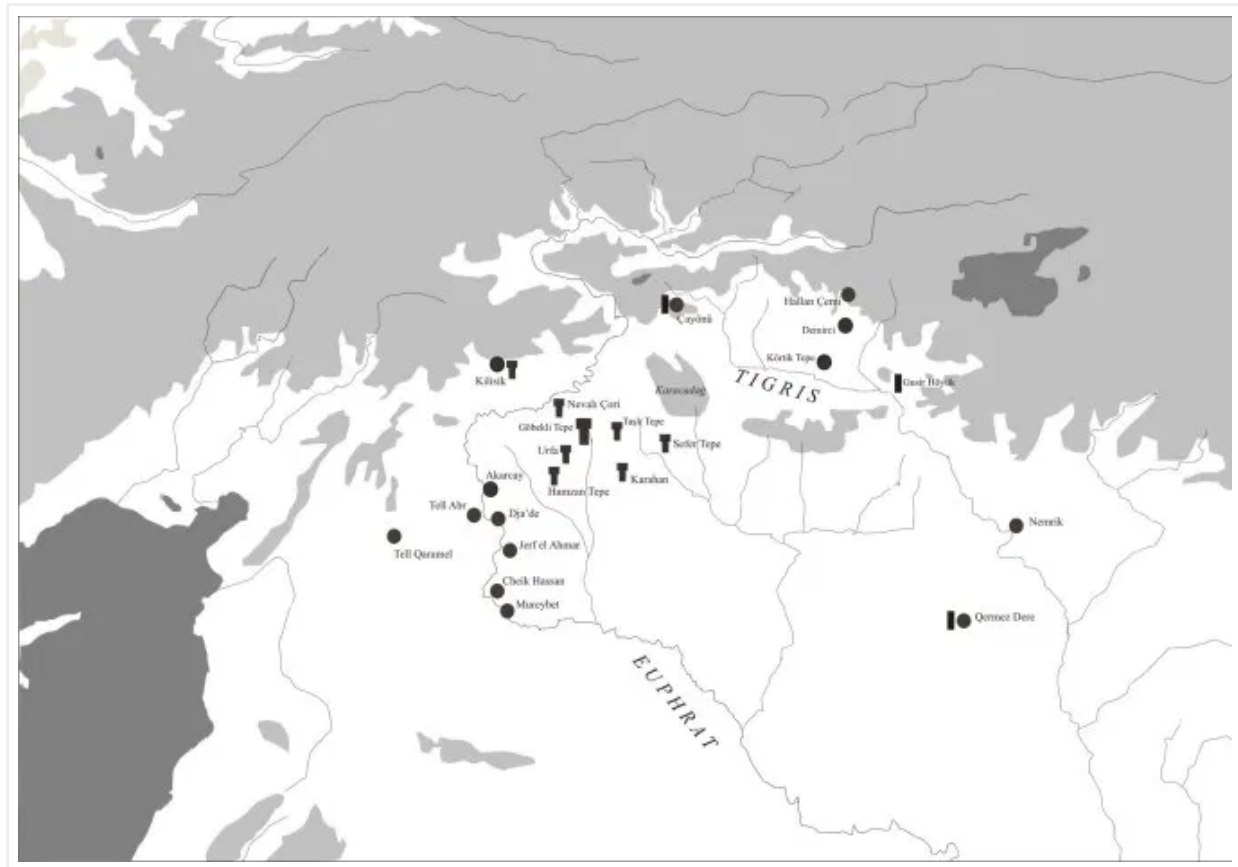 Hallan Çemi
Çayönü
Demirci
Körtik Tepe
TIGRIS
Kilisik
Karacadağ
Gusir Höyük
Nevalı Çori
Göbekli Tepe
Taşlı Tepe
Urfa
Sefer Tepe
Hamzan Tepe
Karahan
Akarcay
Tell Abr
Dja'de
Nemrik
Tell Qaramel
Jerf el Ahmar
Cheik Hassan
Mureybet
Qermez Dere
EUPHRAT